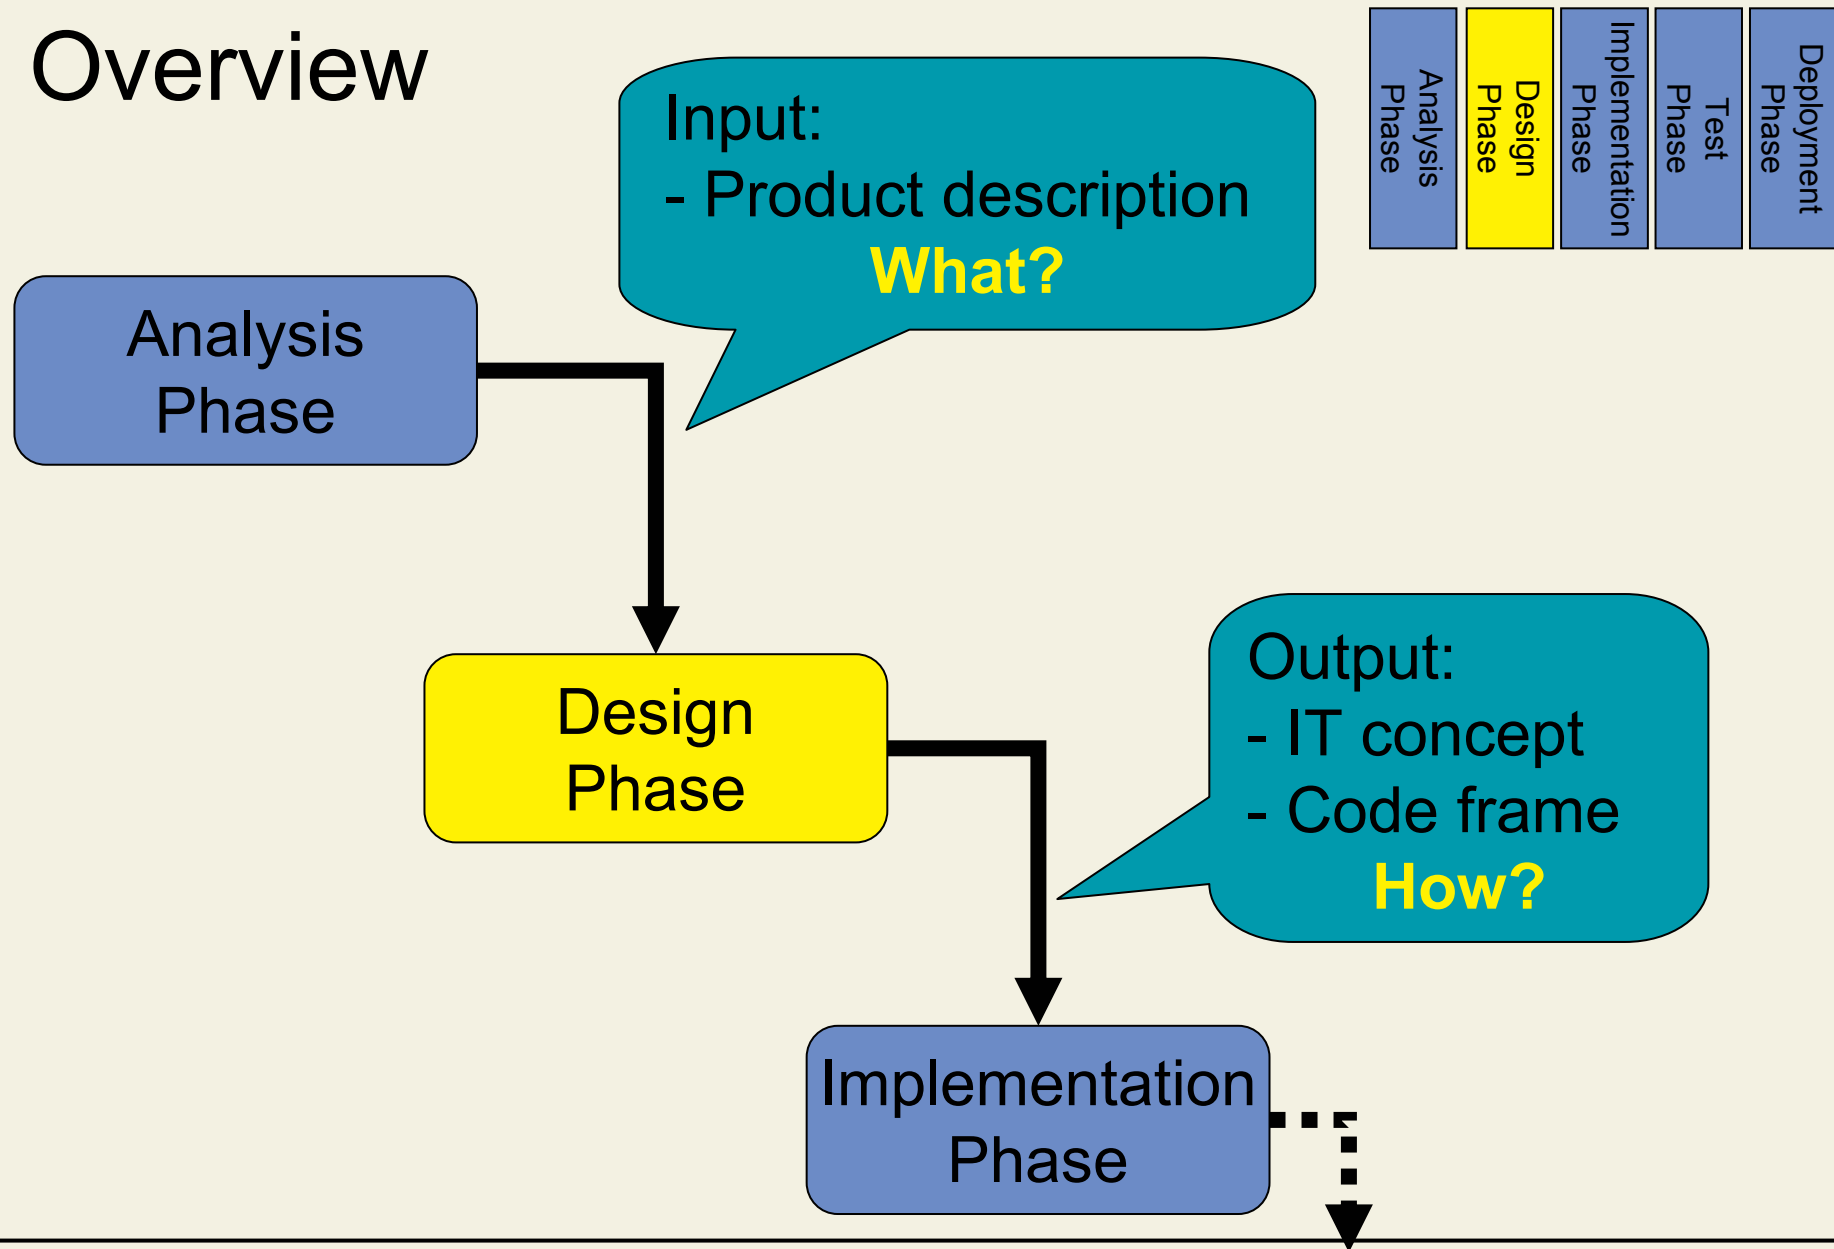 Overview
Input:
- Product description
What?
Analysis
Phase
Design
Phase
Implementation
Phase
Test
Phase
Deployment
Phase
Analysis
Phase
Design
Phase
Output:
- IT concept
- Code frame
How?
Implementation
Phase